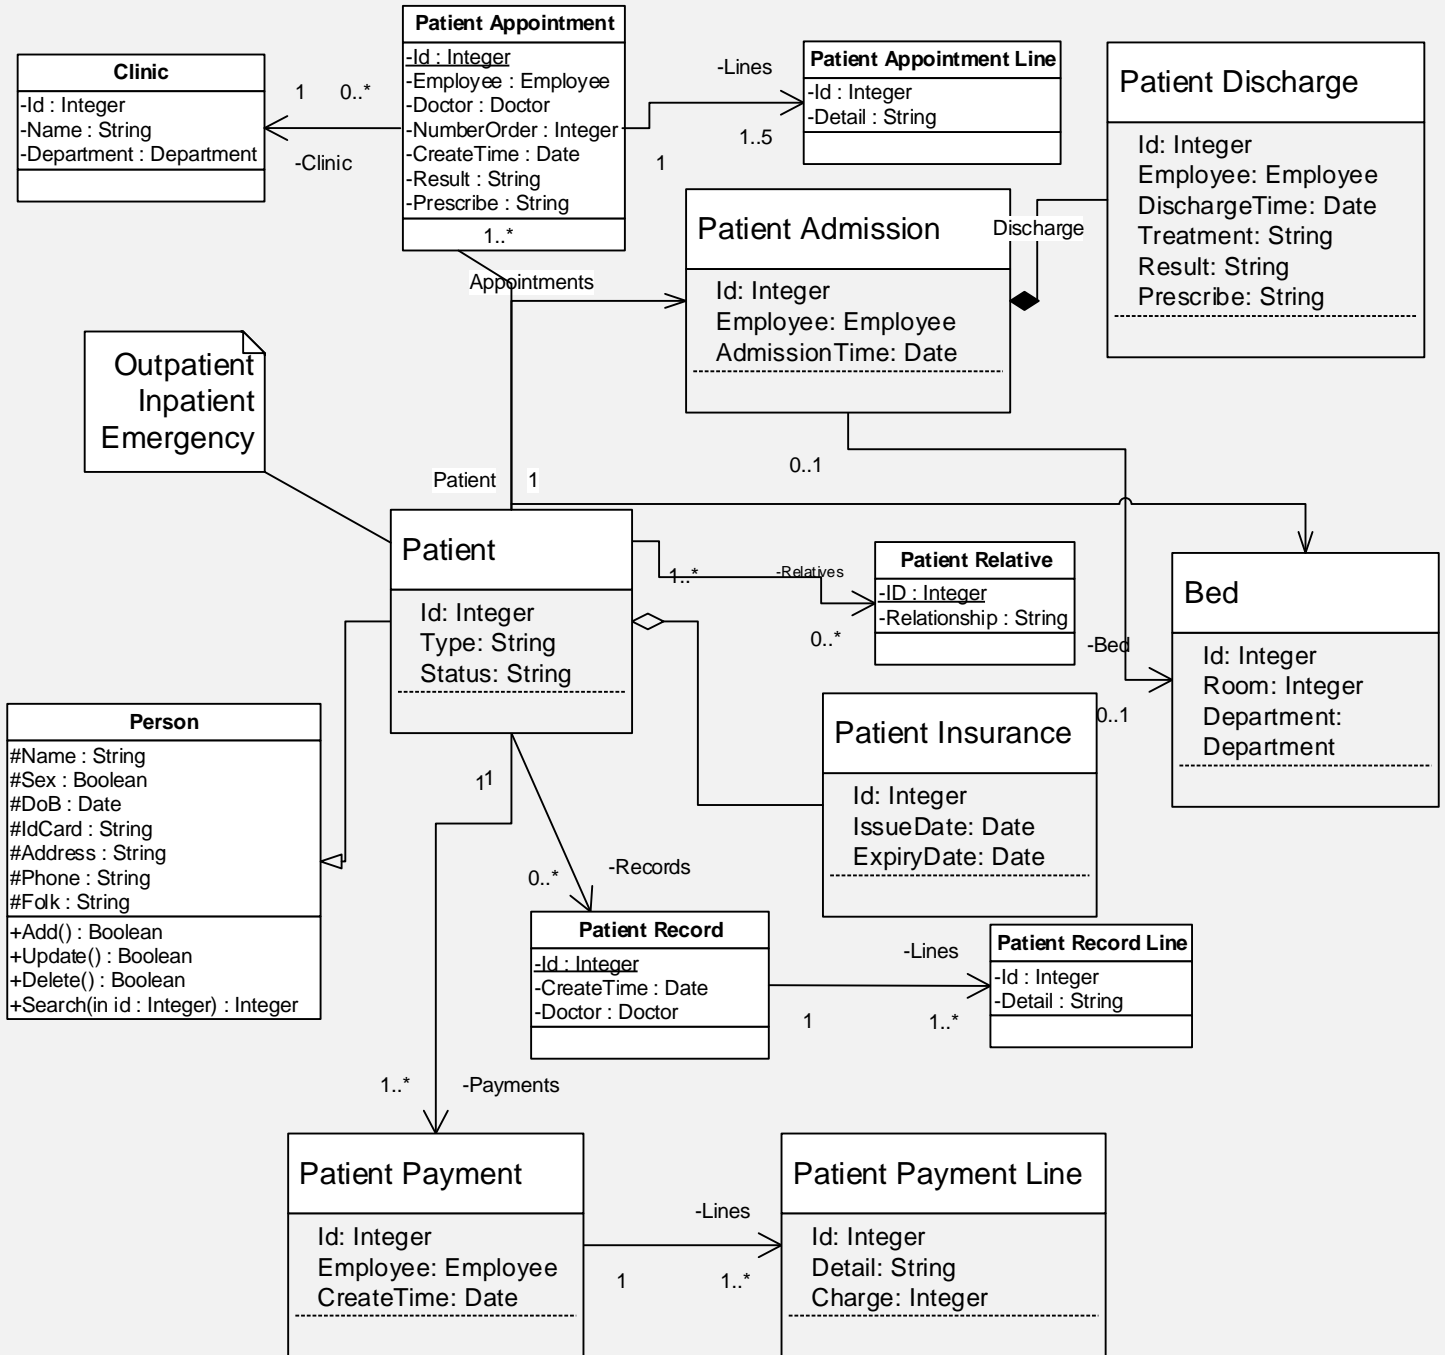 Patient Appointment
-Id : Integer
-Employee : Employee
-Doctor : Doctor
-NumberOrder : Integer
-CreateTime : Date
-Result : String
-Prescribe : String
1..*
Clinic
-Id : Integer
-Name : String
-Department : Department
1
0..*
-Clinic
-Lines
1..5
1
Patient Appointment Line
-Id : Integer
-Detail : String
Patient Discharge
Id: Integer
Employee: Employee
DischargeTime: Date
Treatment: String
Result: String
Prescribe: String
Discharge
Patient Admission
Id: Integer
Employee: Employee
AdmissionTime: Date
Appointments
Outpatient
Inpatient
Emergency
0..1
Patient
1
Patient
Id: Integer
Type: String
Status: String
1..*
-Relatives
0..*
Patient Relative
-ID : Integer
-Relationship : String
-Bed
0..1
Bed
Id: Integer
Room: Integer
Department:
Department
Person
#Name : String
#Sex : Boolean
#DoB : Date
#IdCard : String
#Address : String
#Phone : String
#Folk : String
+Add() : Boolean
+Update() : Boolean
+Delete() : Boolean
+Search(in id : Integer) : Integer
Patient Insurance
Id: Integer
IssueDate: Date
ExpiryDate: Date
1
1
0..*
-Records
Patient Record
-Id : Integer
-CreateTime : Date
-Doctor : Doctor
-Lines
1
1..*
Patient Record Line
-Id : Integer
-Detail : String
1..*
-Payments
Patient Payment
Id: Integer
Employee: Employee
CreateTime: Date
-Lines
1
1..*
Patient Payment Line
Id: Integer
Detail: String
Charge: Integer